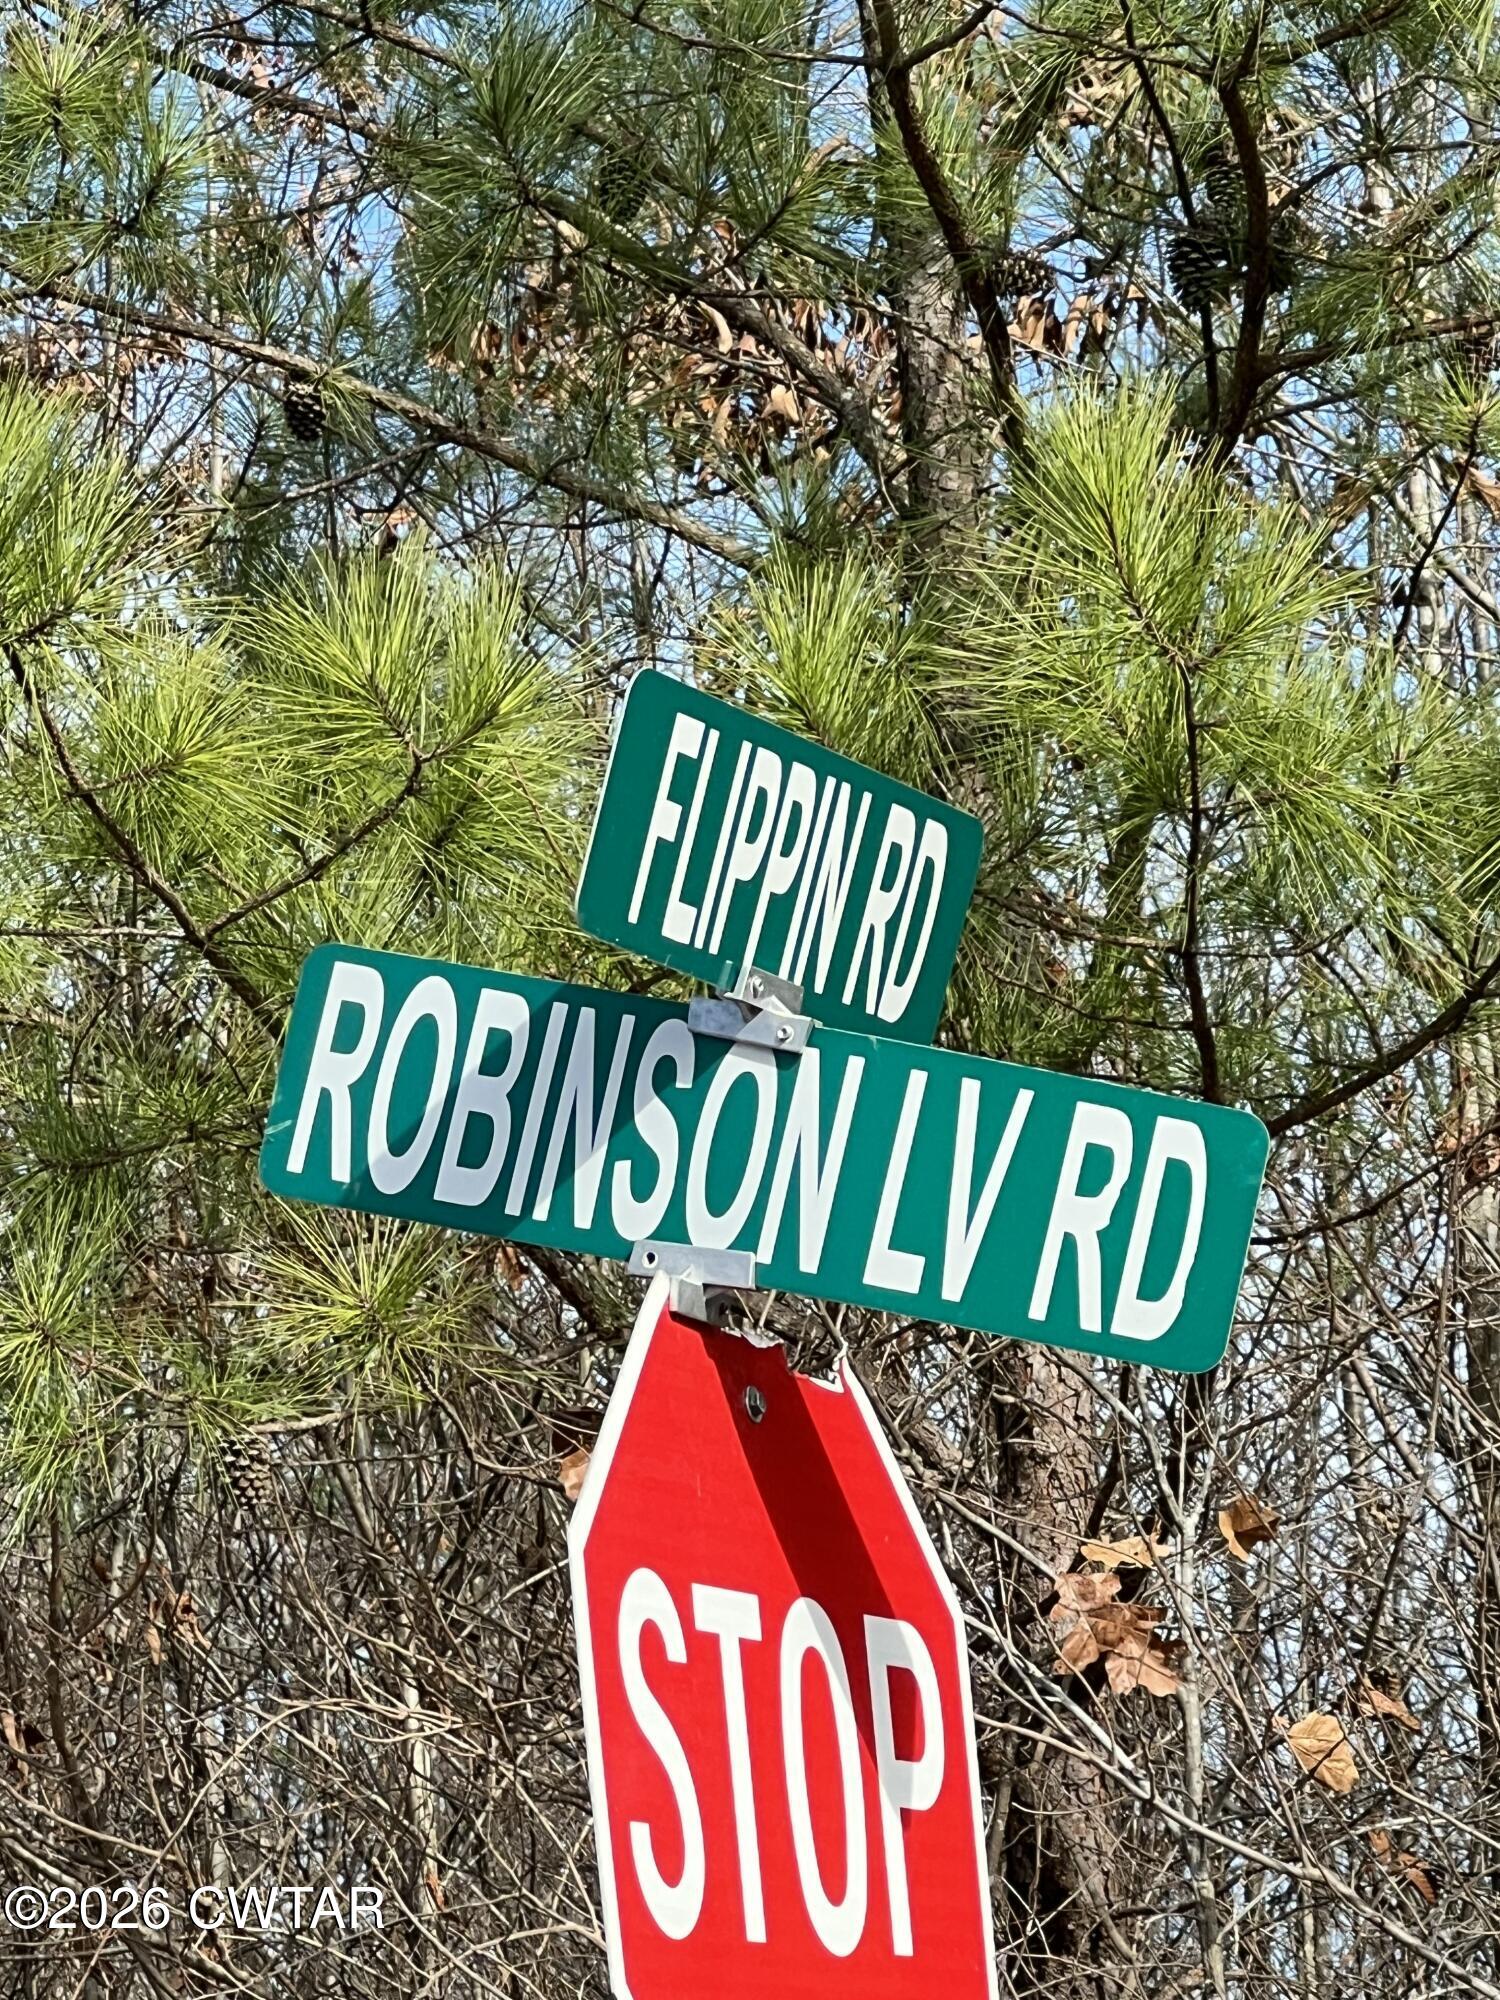 FLIPPIN RD
ROBINSON LV RD
STOP
©2026 CWTAR